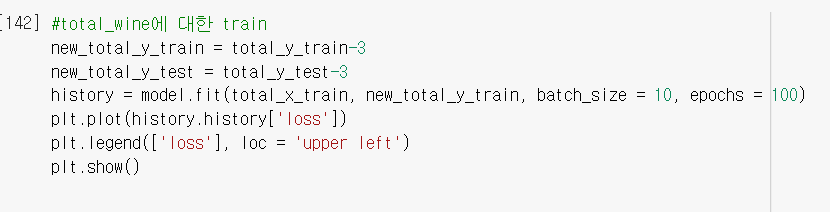 [142] #total_wine에 대한 train
new_total_y_train = total_y_train-3
new_total_y_test = total_y_test-3
history = model.fit(total_x_train, new_total_y_train, batch_size = 10, epochs = 100)
plt.plot(history.history['loss'])
plt.legend(['loss'], loc = 'upper left')
plt.show()